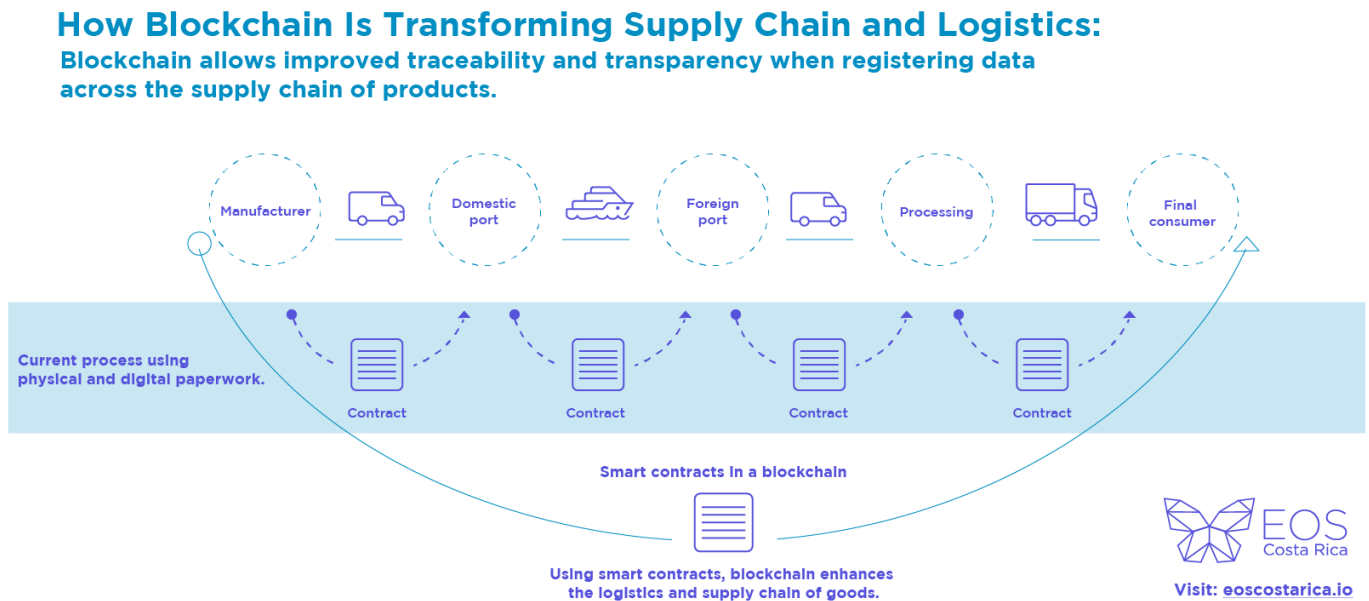 How Blockchain Is Transforming Supply Chain and Logistics:
Blockchain allows improved traceability and transparency when registering data
across the supply chain of products.
Manufacturer
Domestic
port
Foreign
port
Processing
Final
consumer
Current process using
physical and digital paperwork.
Contract
Contract
Contract
Contract
Smart contracts in a blockchain
Using smart contracts, blockchain enhances
the logistics and supply chain of goods.
EOS
Costa Rica
Visit: eoscostarica.io